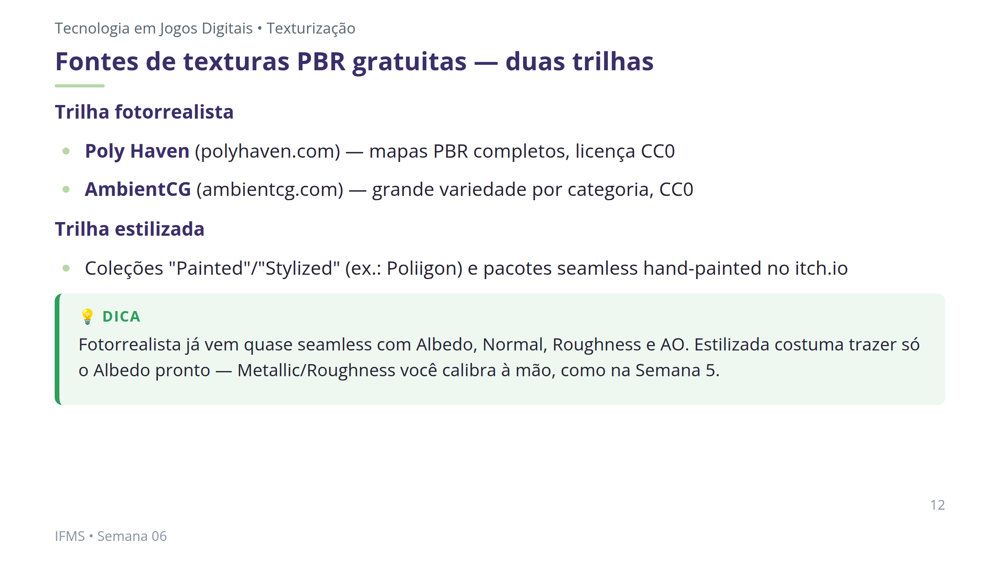 Tecnologia em Jogos Digitais • Texturização
Fontes de texturas PBR gratuitas — duas trilhas
Trilha fotorrealista
• Poly Haven (polyhaven.com) — mapas PBR completos, licença CC0
• AmbientCG (ambientcg.com) — grande variedade por categoria, CC0
Trilha estilizada
• Coleções "Painted"/"Stylized" (ex.: Poliigon) e pacotes seamless hand-painted no itch.io
💡 DICA
Fotorrealista já vem quase seamless com Albedo, Normal, Roughness e AO. Estilizada costuma trazer só
o Albedo pronto — Metallic/Roughness você calibra à mão, como na Semana 5.
12
IFMS • Semana 06